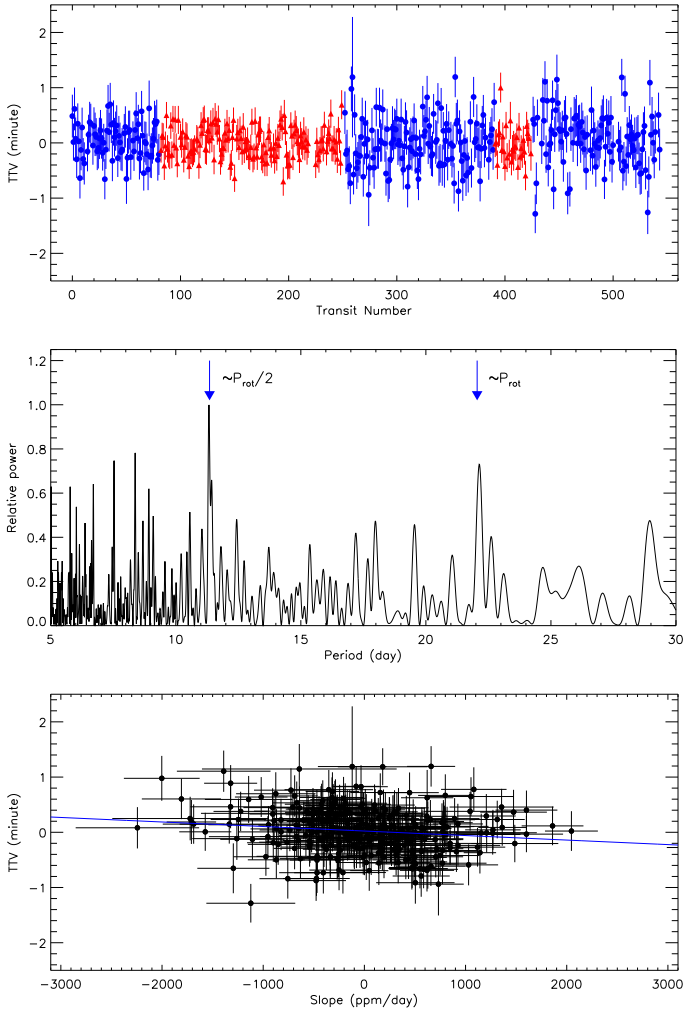 2
1
0
−1
−2
TTV (minute)
0 100 200 300 400 500
Transit Number
1.2
1.0
0.8
0.6
0.4
0.2
0.0
Relative power
~Prot/2
~Prot
5 10 15 20 25 30
Period (day)
2
1
0
−1
−2
TTV (minute)
−3000 −2000 −1000 0 1000 2000 3000
Slope (ppm/day)